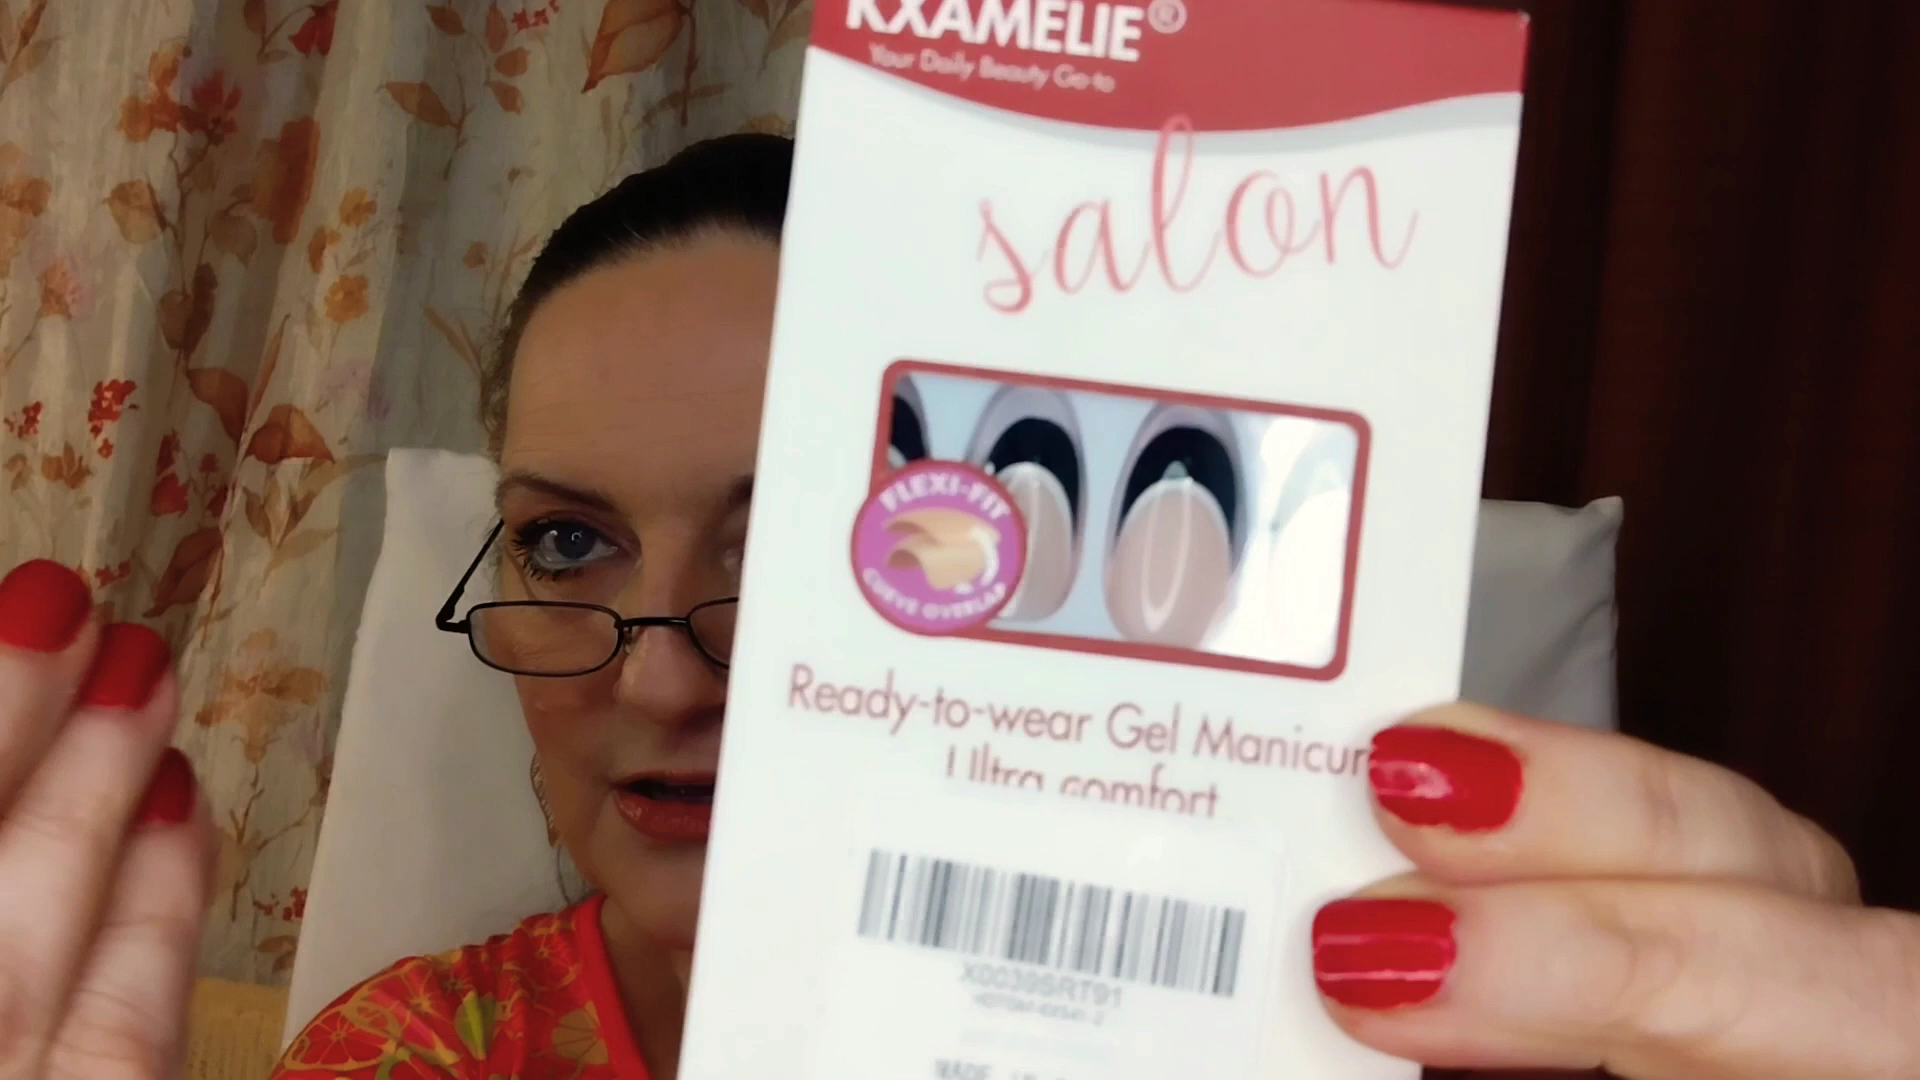 KXAMELIE®
Your Daily Beauty Go-to
salon
FLEXI-FIT
CURVE OVERLAP
Ready-to-wear Gel Manicur
Ultra comfort
X0039SRT91
MADE